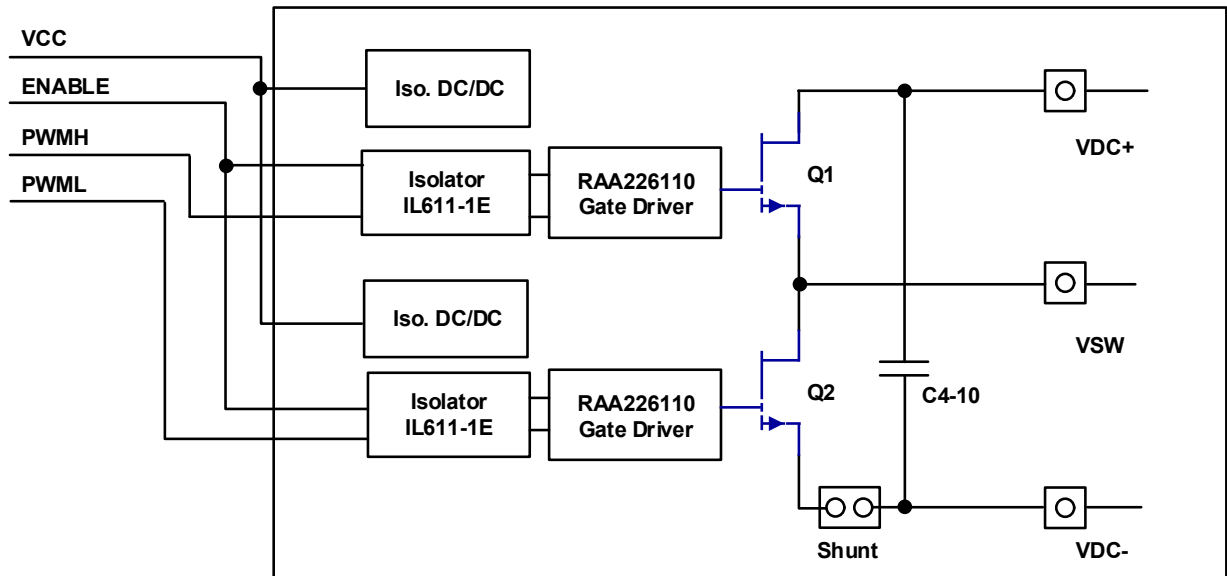 VCC
ENABLE
PWMH
PWML
Iso. DC/DC
Isolator
IL611-1E
RAA226110
Gate Driver
Q1
VDC+
Iso. DC/DC
VSW
Isolator
IL611-1E
RAA226110
Gate Driver
Q2
C4-10
Shunt
VDC-